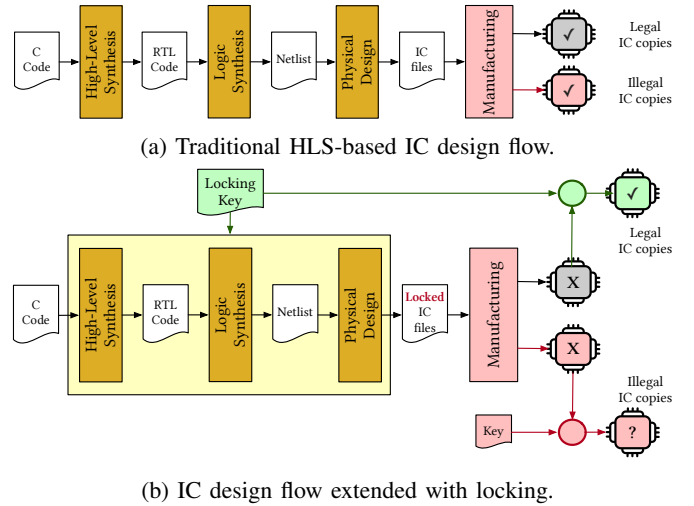 C
Code
High-Level
Synthesis
RTL
Code
Logic
Synthesis
Netlist
Physical
Design
IC
files
Manufacturing
✓
Legal
IC copies
✓
Illegal
IC copies
(a) Traditional HLS-based IC design flow.
Locking
Key
✓
Legal
IC copies
C
Code
High-Level
Synthesis
RTL
Code
Logic
Synthesis
Netlist
Physical
Design
Locked
IC
files
Manufacturing
X
X
Illegal
IC copies
Key
?
(b) IC design flow extended with locking.